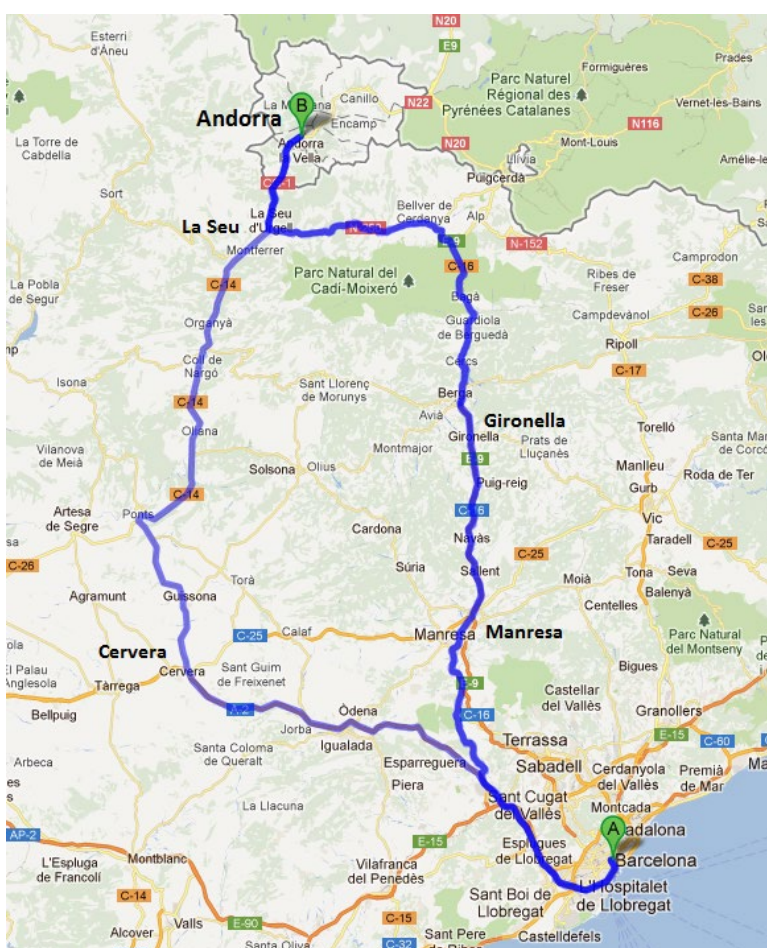 N20
Esterri
d'Àneu
E9
Formiguères
Prades
Parc Naturel
Régional des
Pyrénées Catalanes
Vernet-les-Bains
B
Canillo
N22
Andorra
Encamp
N116
La Torre de
Cabdella
Andorra
la Vella
N20
Mont-Louis
Llívia
Puigcerdà
Sort
La Seu
La Seu
d'Urgell
Bellver de
Cerdanya
Alp
N-152
Montferrer
E-9
Camprodon
C-16
Parc Natural del
Cadí-Moixeró
Ribes de
Freser
C-38
La Pobla
de Segur
C-14
Bagà
Campdevànol
C-26
Organyà
Guardiola
de Berguedà
Ripoll
Coll de
Nargó
Cercs
C-17
Isona
Sant Llorenç
de Morunys
Berga
C-14
Avià
Gironella
Oliana
Gironella
Torelló
Prats de
Lluçanès
Vilanova
de Meià
Montmajor
E-9
Manlleu
Roda de Ter
Solsona
Olius
Puig-reig
Gurb
C-14
Artesa
de Segre
Ponts
C-16
Vic
Cardona
Taradell
Navàs
C-25
C-25
C-26
Súria
Sallent
Moià
Tona
Seva
Torà
Balenyà
Agramunt
Guissona
Centelles
C-25
Calaf
Manresa
Manresa
Parc Natural
del Montseny
Cervera
El Palau
Anglesola
Cervera
Sant Guim
de Freixenet
Bigues
Tàrrega
E-9
Castellar
del Vallès
Bellpuig
A-2
Òdena
C-16
Granollers
Jorba
Igualada
E-15
C-60
Terrassa
Santa Coloma
de Queralt
Arbeca
Esparreguera
Sabadell
Cerdanyola
del Vallès
Premià
de Mar
Piera
Sant Cugat
del Vallès
Montcada
La Llacuna
A
Badalona
AP-2
E-15
Esplugues
de Llobregat
Barcelona
L'Espluga
de Francolí
Montblanc
Vilafranca
del Penedès
L'Hospitalet
de Llobregat
C-14
Sant Boi de
Llobregat
Valls
E-90
C-15
Alcover
Sant Pere
Castelldefels
Santa Oliva
C-32